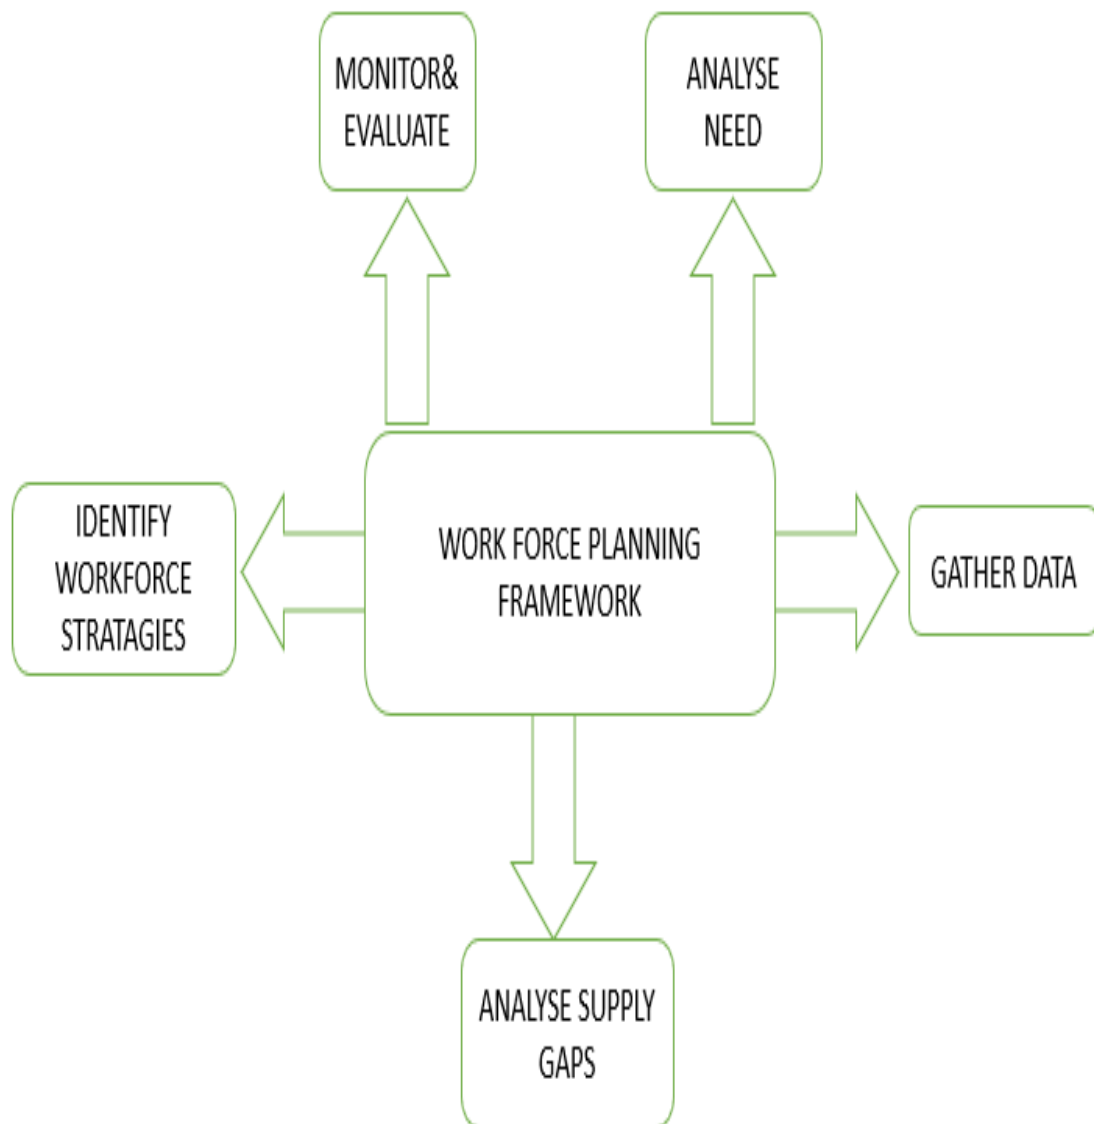 MONITOR&
EVALUATE
ANALYSE
NEED
IDENTIFY
WORKFORCE
STRATAGIES
WORK FORCE PLANNING
FRAMEWORK
GATHER DATA
ANALYSE SUPPLY
GAPS